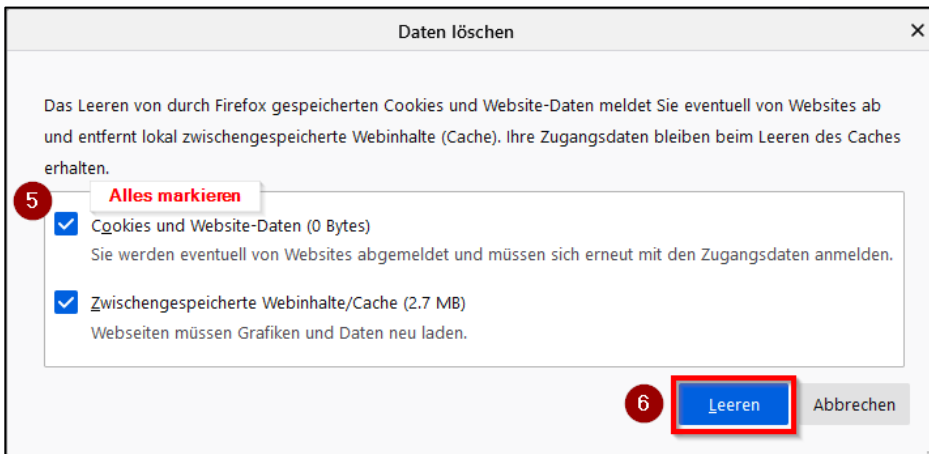 Daten löschen
Das Leeren von durch Firefox gespeicherten Cookies und Website-Daten meldet Sie eventuell von Websites ab
und entfernt lokal zwischengespeicherte Webinhalte (Cache). Ihre Zugangsdaten bleiben beim Leeren des Caches
erhalten.
5 Alles markieren
Cookies und Website-Daten (0 Bytes)
Sie werden eventuell von Websites abgemeldet und müssen sich erneut mit den Zugangsdaten anmelden.
Zwischengespeicherte Webinhalte/Cache (2.7 MB)
Webseiten müssen Grafiken und Daten neu laden.
6 Leeren Abbrechen